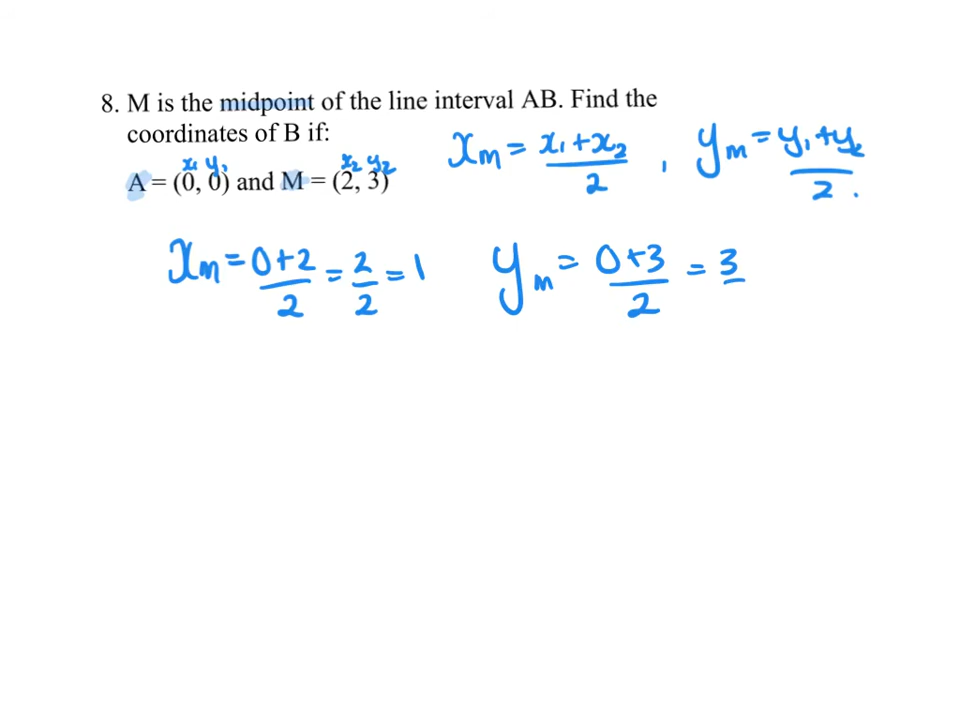 8. M is the midpoint of the line interval AB. Find the
coordinates of B if:
xₘ = x₁ + x₂ / 2 , yₘ = y₁ + y₂ / 2 .
x₁ y₁ x₂ y₂
A = (0, 0) and M = (2, 3)
xₘ = 0+2 / 2 = 2 / 2 = 1 yₘ = 0+3 / 2 = 3